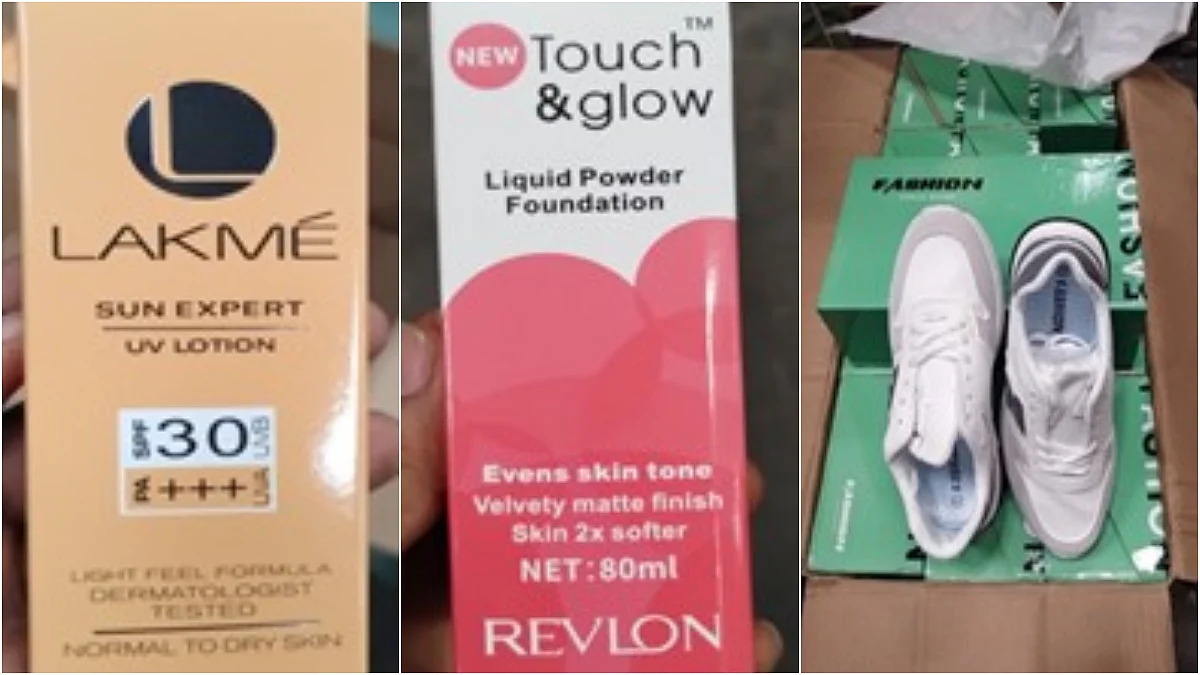 LAKMÉ
SUN EXPERT
UV LOTION
SPF 30 UVB
PA +++ UVA
LIGHT FEEL FORMULA
DERMATOLOGIST
TESTED
NORMAL TO DRY SKIN
NEW Touch™
&glow
Liquid Powder
Foundation
Evens skin tone
Velvety matte finish
Skin 2x softer
NET:80ml
REVLON
FASHION
FASHION
FASHION